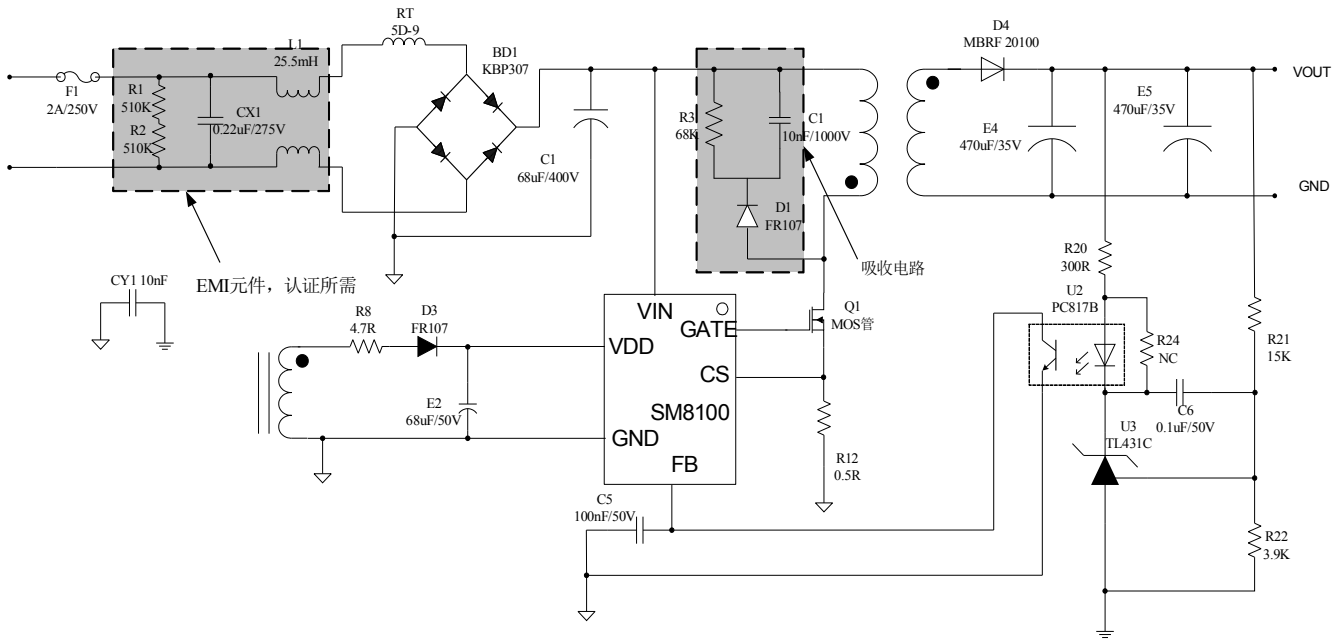 RT
5D-9
L1
25.5mH
BD1
KBP307
D4
MBRF 20100
F1
2A/250V
R1
510K
R2
510K
CX1
0.22uF/275V
C1
68uF/400V
R3
68K
C1
10nF/1000V
D1
FR107
E4
470uF/35V
E5
470uF/35V
VOUT
GND
EMI元件，认证所需
吸收电路
CY1 10nF
R8
4.7R
D3
FR107
E2
68uF/50V
VIN
GATE
VDD
CS
SM8100
GND
FB
Q1
MOS管
R12
0.5R
C5
100nF/50V
R20
300R
U2
PC817B
R24
NC
R21
15K
C6
0.1uF/50V
U3
TL431C
R22
3.9K